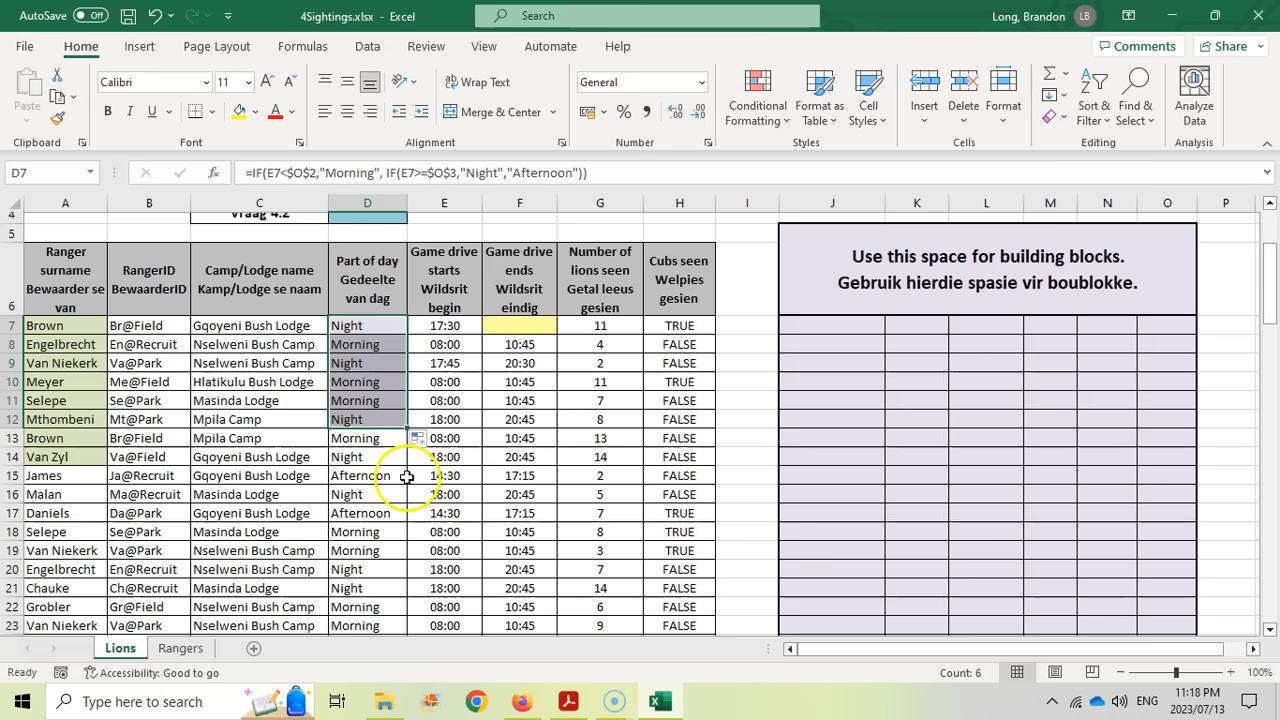 AutoSave Off 4Sightings.xlsx - Excel Search Long, Brandon LB
File Home Insert Page Layout Formulas Data Review View Automate Help Comments Share
Paste Calibri 11 A A Wrap Text General Conditional Formatting Format as Table Cell Styles Insert Delete Format Sort & Filter Find & Select Analyze Data
B I U A Merge & Center % ,
Clipboard Font Alignment Number Styles Cells Editing Analysis
D7 fx =IF(E7<$O$2,"Morning", IF(E7>=$O$3,"Night","Afternoon"))
A B C D E F G H I J K L M N O P
4 Vraag 4.2
5
6 Ranger surname Bewaarder se van RangerID BewaarderID Camp/Lodge name Kamp/Lodge se naam Part of day Gedeelte van dag Game drive starts Wildsrit begin Game drive ends Wildsrit eindig Number of lions seen Getal leeus gesien Cubs seen Welpies gesien
Use this space for building blocks.
Gebruik hierdie spasie vir boublokke.
7 Brown Br@Field Gqoyeni Bush Lodge Night 17:30 11 TRUE
8 Engelbrecht En@Recruit Nselweni Bush Camp Morning 08:00 10:45 4 FALSE
9 Van Niekerk Va@Park Nselweni Bush Camp Night 17:45 20:30 2 FALSE
10 Meyer Me@Field Hlatikulu Bush Lodge Morning 08:00 10:45 11 TRUE
11 Selepe Se@Park Masinda Lodge Morning 08:00 10:45 7 FALSE
12 Mthombeni Mt@Park Mpila Camp Night 18:00 20:45 8 FALSE
13 Brown Br@Field Mpila Camp Morning 08:00 10:45 13 FALSE
14 Van Zyl Va@Field Gqoyeni Bush Lodge Night 18:00 20:45 14 FALSE
15 James Ja@Recruit Gqoyeni Bush Lodge Afternoon 14:30 17:15 2 FALSE
16 Malan Ma@Recruit Masinda Lodge Night 18:00 20:45 5 FALSE
17 Daniels Da@Park Gqoyeni Bush Lodge Afternoon 14:30 17:15 7 TRUE
18 Selepe Se@Park Masinda Lodge Morning 08:00 10:45 8 TRUE
19 Van Niekerk Va@Park Nselweni Bush Camp Morning 08:00 10:45 3 TRUE
20 Engelbrecht En@Recruit Nselweni Bush Camp Night 18:00 20:45 7 FALSE
21 Chauke Ch@Recruit Masinda Lodge Night 18:00 20:45 14 FALSE
22 Grobler Gr@Field Nselweni Bush Camp Morning 08:00 10:45 6 FALSE
23 Van Niekerk Va@Park Nselweni Bush Camp Morning 08:00 10:45 9 FALSE
Lions Rangers
Ready Accessibility: Good to go Count: 6 100%
Type here to search ENG 11:18 PM 2023/07/13